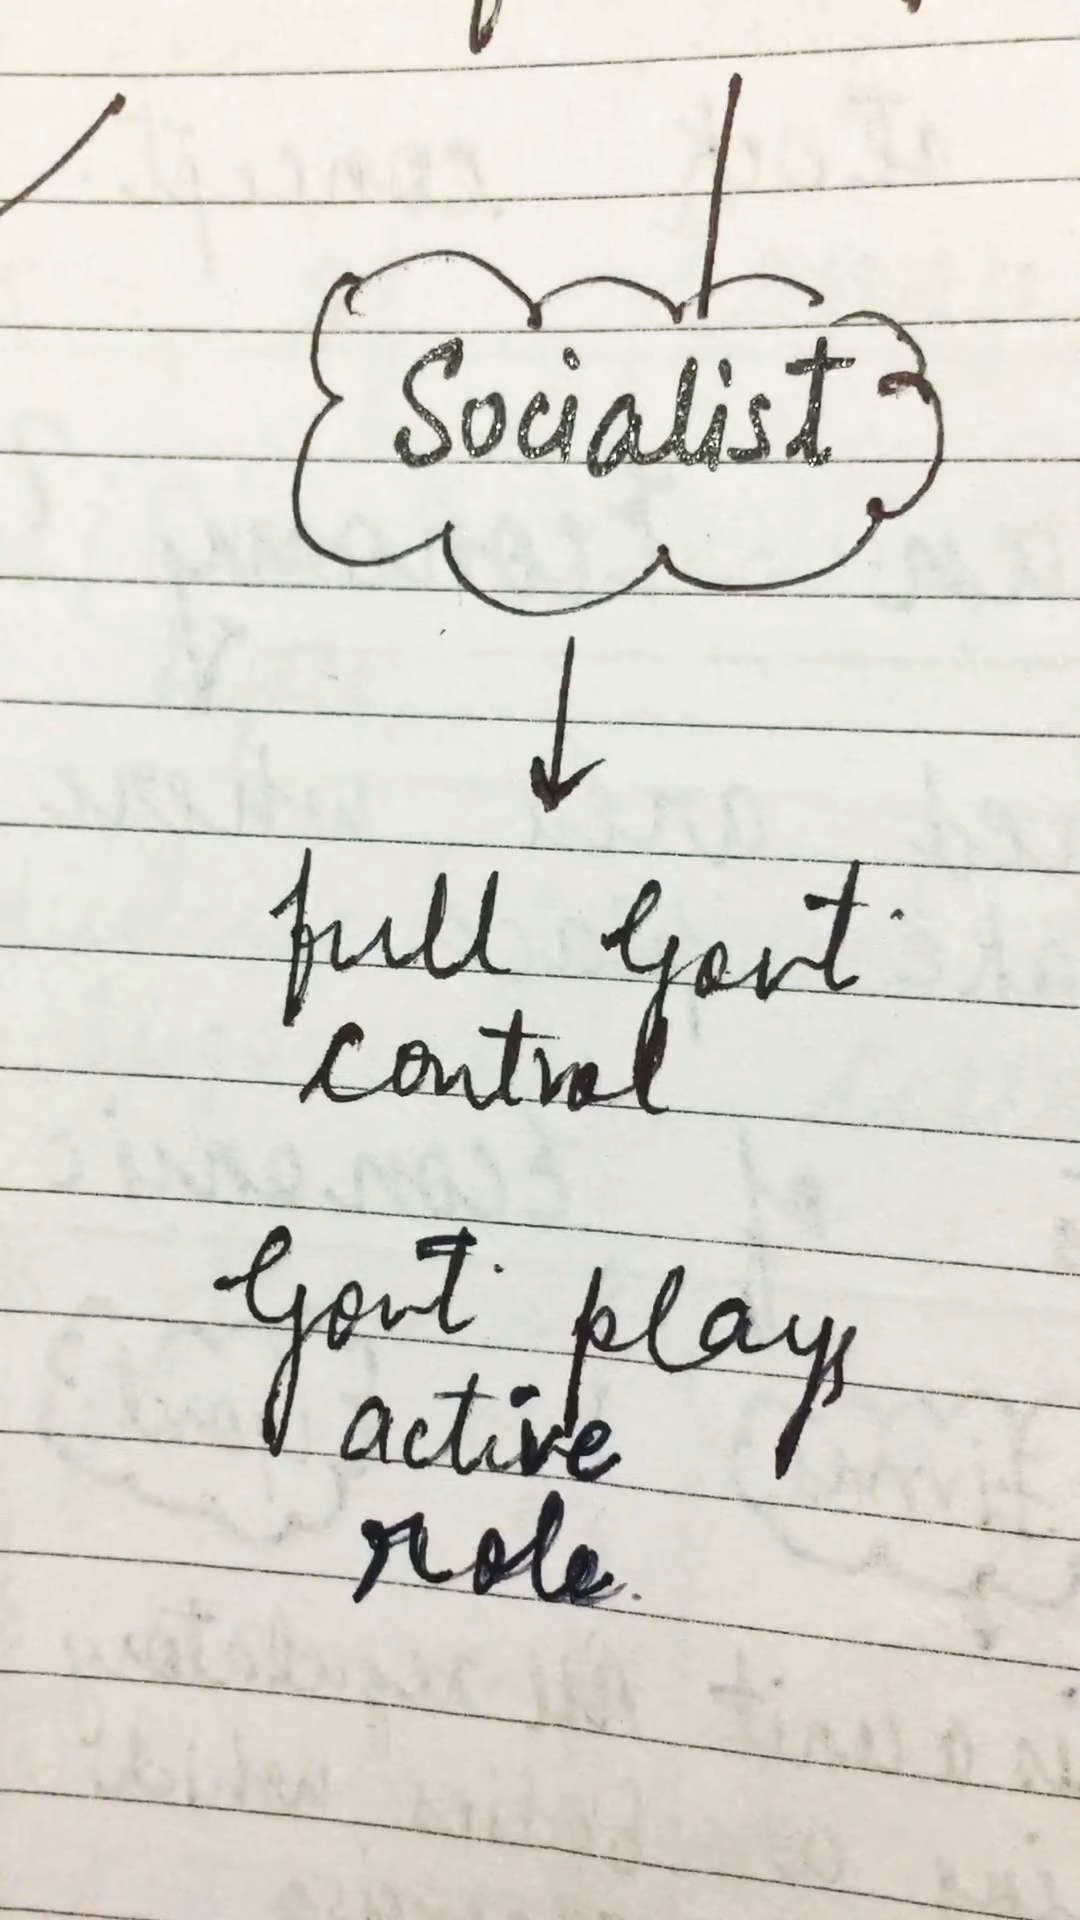 Socialist
full Govt.
control
Govt. plays
active
role.